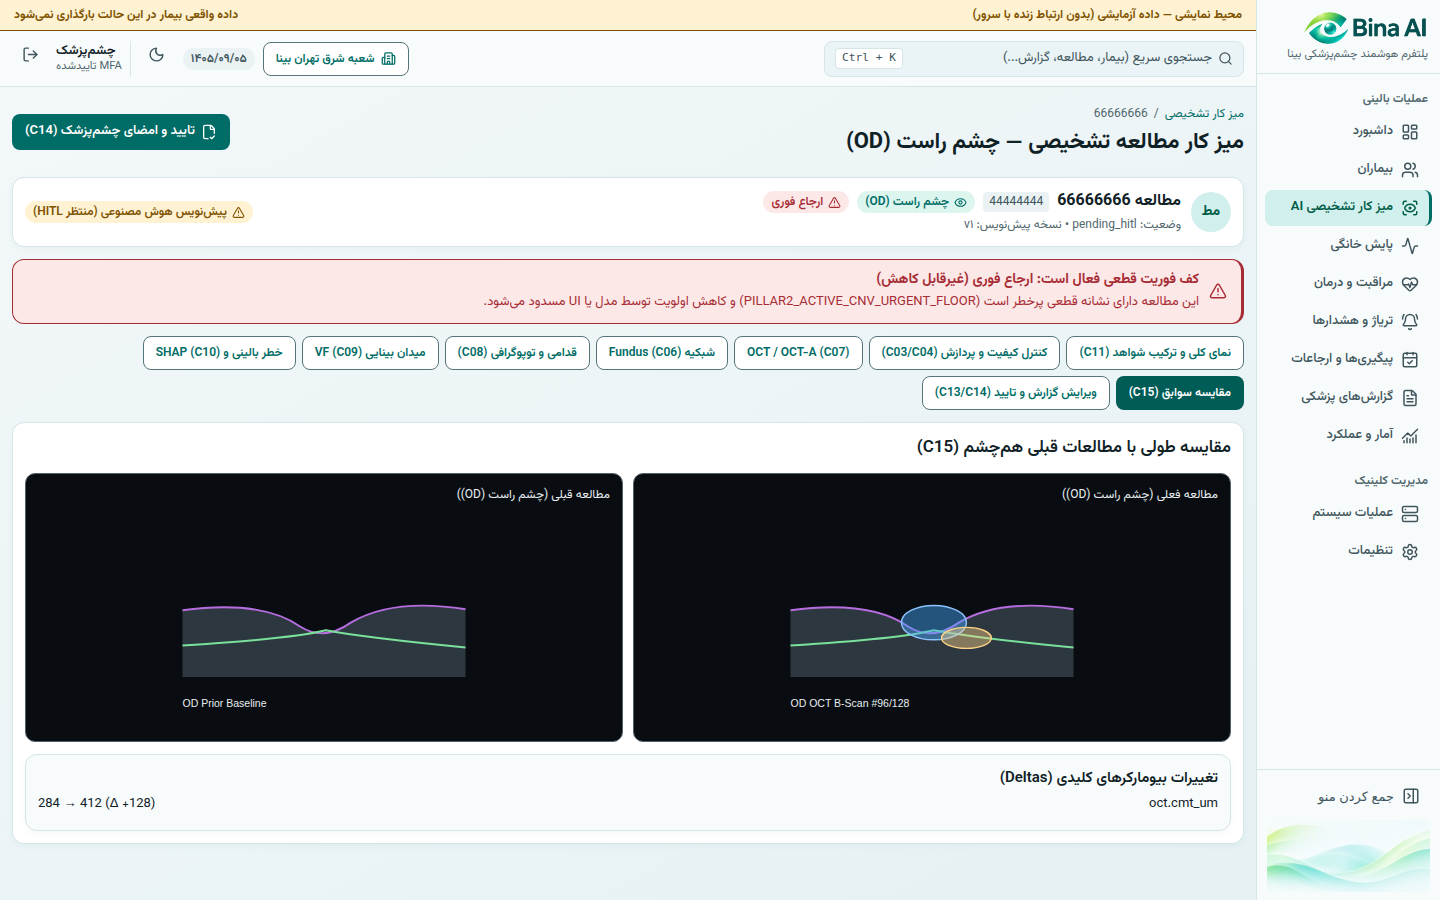 محیط نمایشی — داده آزمایشی (بدون ارتباط زنده با سرور)
داده واقعی بیمار در این حالت بارگذاری نمی‌شود
Bina AI
پلتفرم هوشمند چشم‌پزشکی بینا
جستجوی سریع (بیمار، مطالعه، گزارش...)
Ctrl + K
شعبه شرق تهران بینا
۱۴۰۵/۰۹/۰۵
چشم‌پزشک
MFA تاییدشده
عملیات بالینی
داشبورد
بیماران
میز کار تشخیصی AI
پایش خانگی
مراقبت و درمان
تریاژ و هشدارها
پیگیری‌ها و ارجاعات
گزارش‌های پزشکی
آمار و عملکرد
مدیریت کلینیک
عملیات سیستم
تنظیمات
جمع کردن منو
میز کار تشخیصی / 66666666
میز کار مطالعه تشخیصی — چشم راست (OD)
تایید و امضای چشم‌پزشک (C14)
مط
مطالعه 66666666
44444444
چشم راست (OD)
ارجاع فوری
وضعیت: pending_hitl • نسخه پیش‌نویس: ۷۱
پیش‌نویس هوش مصنوعی (منتظر HITL)
کف فوریت قطعی فعال است: ارجاع فوری (غیرقابل کاهش)
این مطالعه دارای نشانه قطعی پرخطر است (PILLAR2_ACTIVE_CNV_URGENT_FLOOR) و کاهش اولویت توسط مدل یا UI مسدود می‌شود.
نمای کلی و ترکیب شواهد (C11)
کنترل کیفیت و پردازش (C03/C04)
OCT / OCT-A (C07)
شبکیه Fundus (C06)
قدامی و توپوگرافی (C08)
میدان بینایی VF (C09)
خطر بالینی و SHAP (C10)
مقایسه سوابق (C15)
ویرایش گزارش و تایید (C13/C14)
مقایسه طولی با مطالعات قبلی هم‌چشم (C15)
مطالعه فعلی (چشم راست (OD))
OD OCT B-Scan #96/128
مطالعه قبلی (چشم راست (OD))
OD Prior Baseline
تغییرات بیومارکرهای کلیدی (Deltas)
oct.cmt_um
284 → 412 (Δ +128)